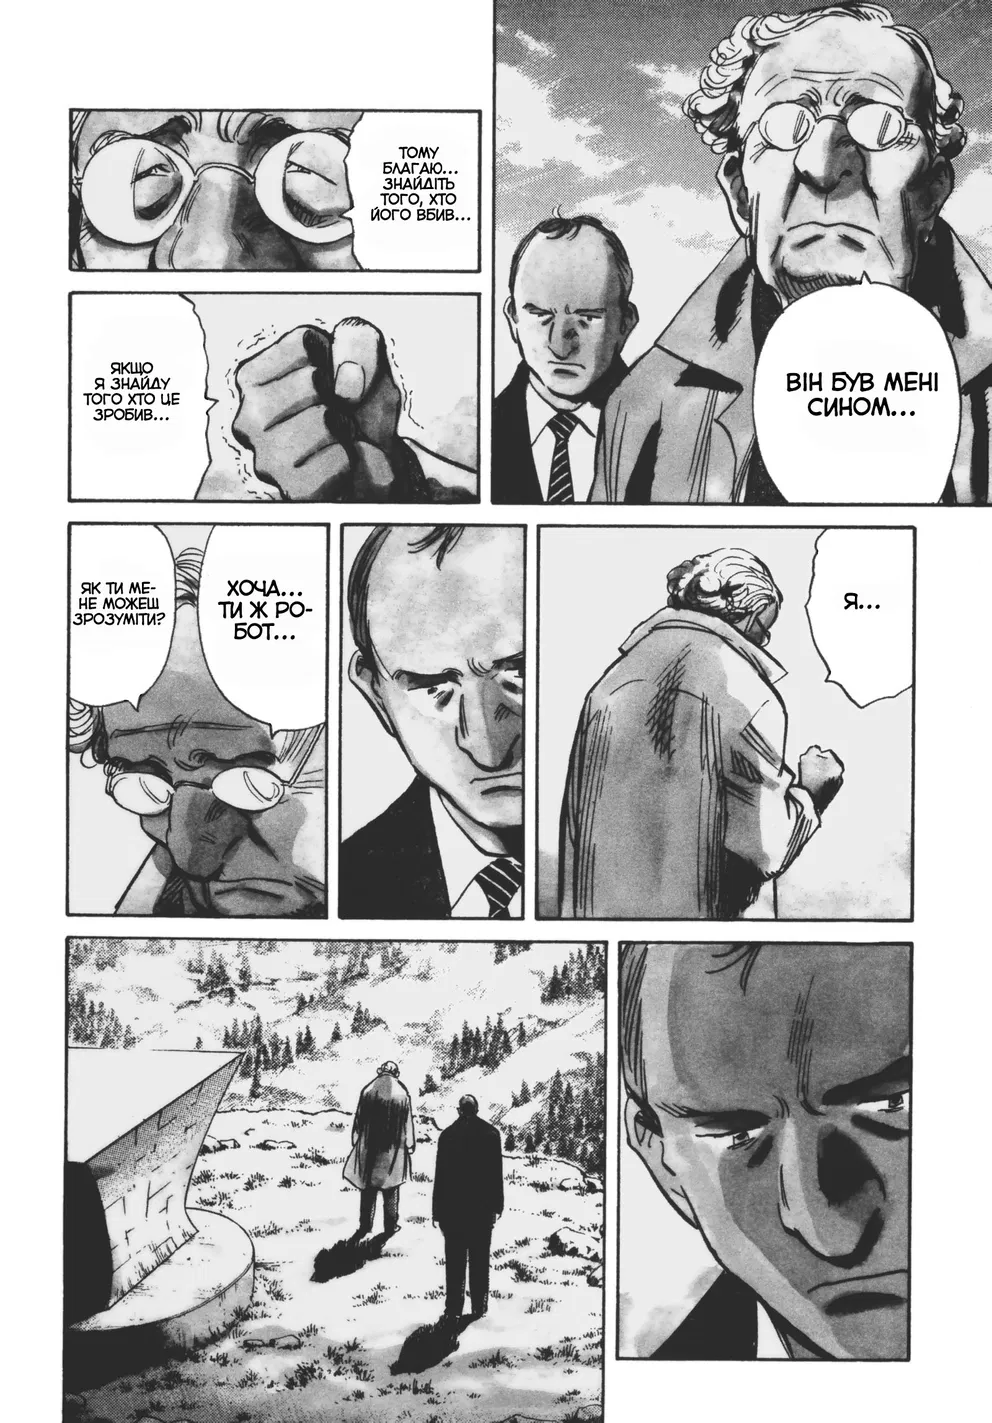 ВІН БУВ МЕНІ
СИНОМ...
ТОМУ
БЛАГАЮ...
ЗНАЙДІТЬ
ТОГО, ХТО
ЙОГО ВБИВ...
ЯКЩО
Я ЗНАЙДУ
ТОГО ХТО ЦЕ
ЗРОБИВ...
Я...
ХОЧА...
ТИ Ж РО-
БОТ...
ЯК ТИ МЕ-
НЕ МОЖЕШ
ЗРОЗУМІТИ?